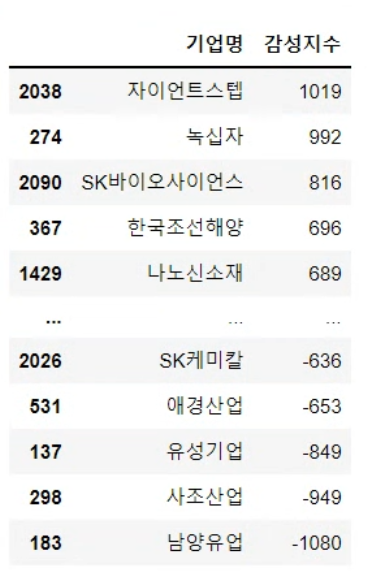 기업명 감성지수
2038 자이언트스텝 1019
274 녹십자 992
2090 SK바이오사이언스 816
367 한국조선해양 696
1429 나노신소재 689
... ... ...
2026 SK케미칼 -636
531 애경산업 -653
137 유성기업 -849
298 사조산업 -949
183 남양유업 -1080